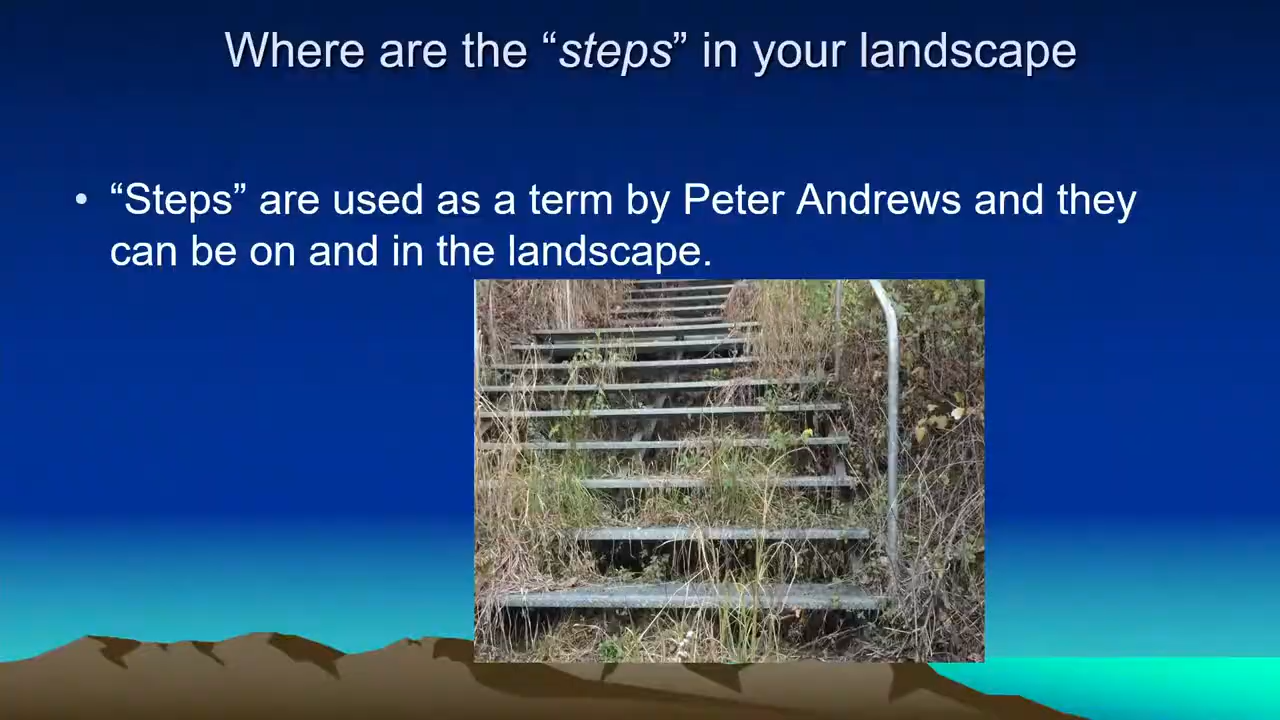 Where are the “steps” in your landscape
• “Steps” are used as a term by Peter Andrews and they
can be on and in the landscape.